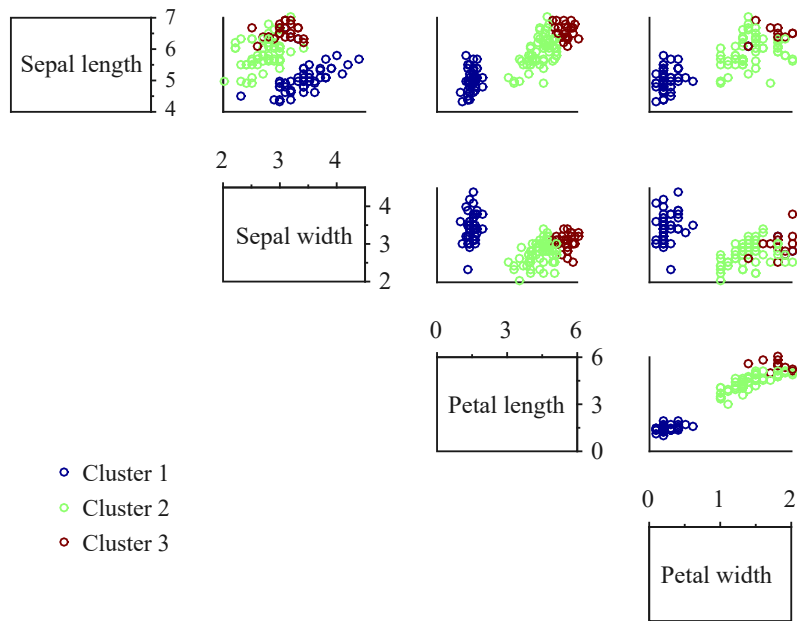 7
Sepal length
6
5
4
2 3 4
4
Sepal width
3
2
0 3 6
6
Petal length
3
0
Cluster 1
Cluster 2
Cluster 3
0 1 2
Petal width